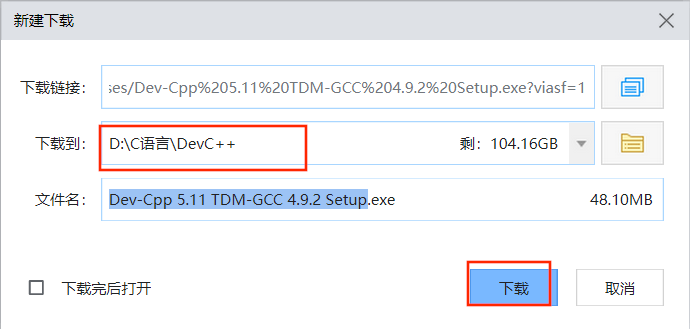 新建下载
下载链接： ses/Dev-Cpp%205.11%20TDM-GCC%204.9.2%20Setup.exe?viasf=1
下载到： D:\C语言\DevC++ 剩：104.16GB
文件名： Dev-Cpp 5.11 TDM-GCC 4.9.2 Setup.exe 48.10MB
下载完后打开 下载 取消